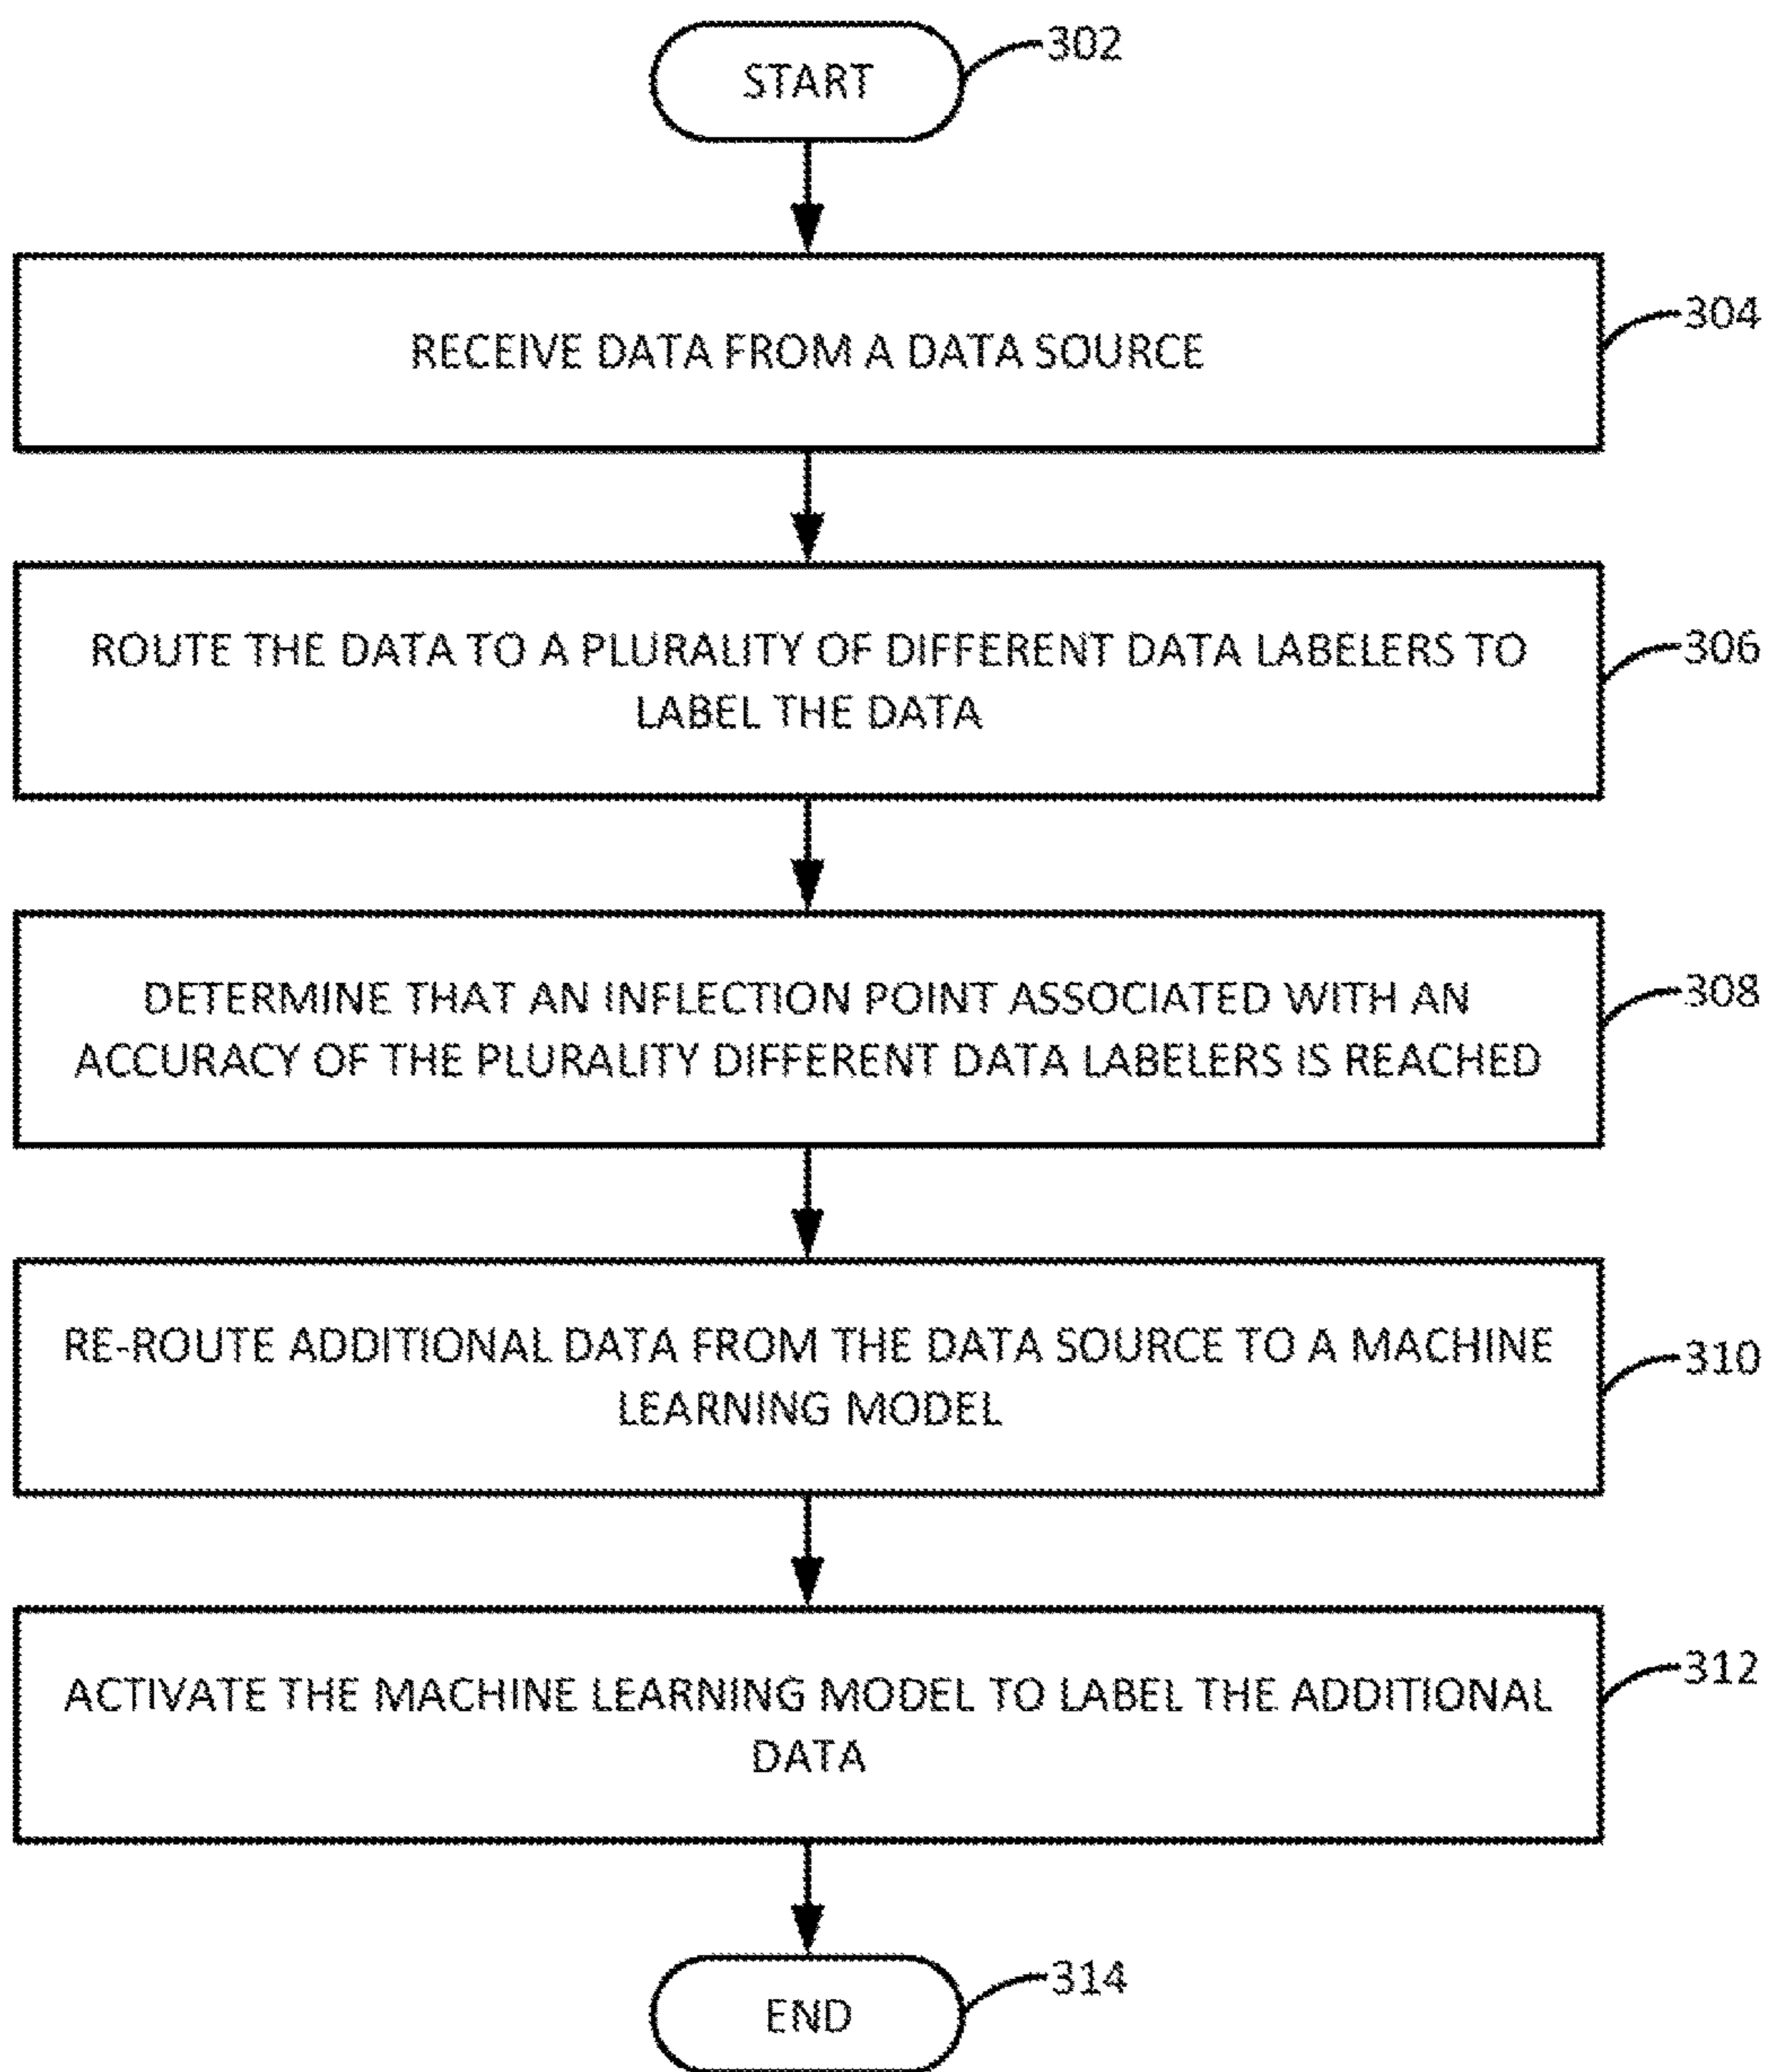 START
302
RECEIVE DATA FROM A DATA SOURCE
304
ROUTE THE DATA TO A PLURALITY OF DIFFERENT DATA LABELERS TO
LABEL THE DATA
306
DETERMINE THAT AN INFLECTION POINT ASSOCIATED WITH AN
ACCURACY OF THE PLURALITY DIFFERENT DATA LABELERS IS REACHED
308
RE-ROUTE ADDITIONAL DATA FROM THE DATA SOURCE TO A MACHINE
LEARNING MODEL
310
ACTIVATE THE MACHINE LEARNING MODEL TO LABEL THE ADDITIONAL
DATA
312
END
314